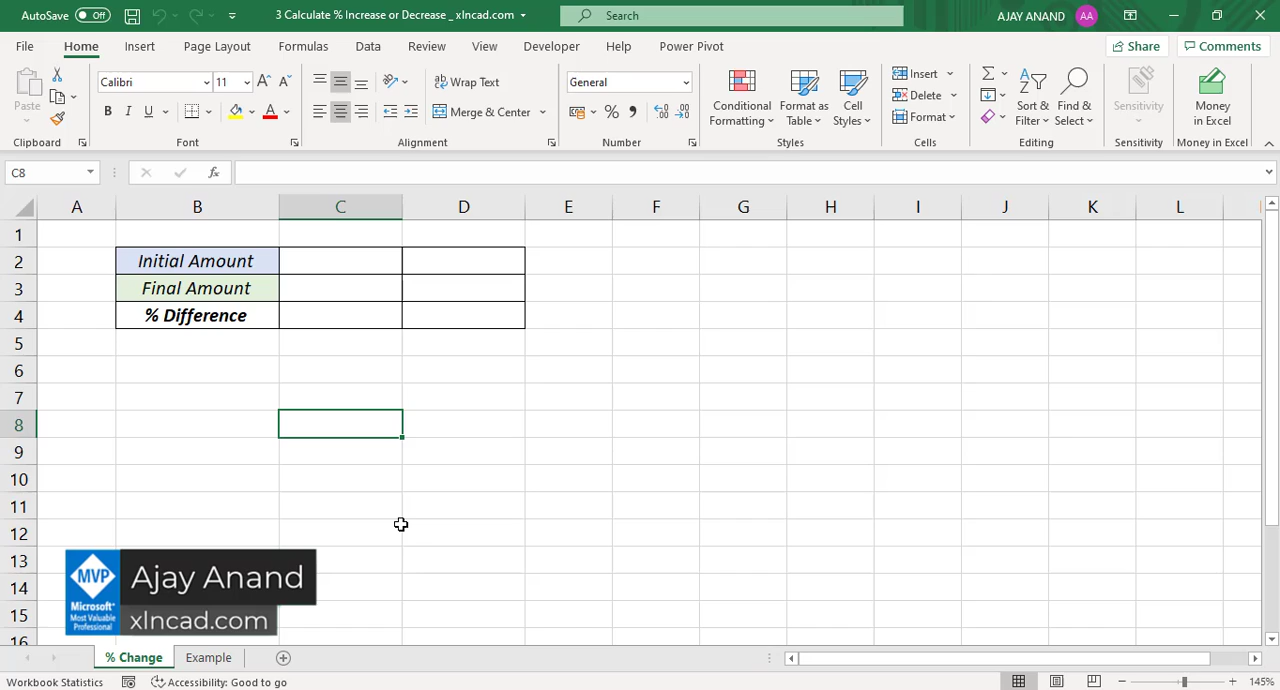 AutoSave Off 3 Calculate % Increase or Decrease _ xlncad.com Search AJAY ANAND AA
File Home Insert Page Layout Formulas Data Review View Developer Help Power Pivot Share Comments
Paste
Calibri 11 A A
B I U A
Wrap Text
Merge & Center
General
%
Conditional Formatting
Format as Table
Cell Styles
Insert
Delete
Format
Sort & Filter
Find & Select
Sensitivity
Money in Excel
Clipboard Font Alignment Number Styles Cells Editing Sensitivity Money in Excel
C8 fx
A B C D E F G H I J K L
1
2 Initial Amount
3 Final Amount
4 % Difference
5
6
7
8
9
10
11
12
13
14
15
16
MVP
Microsoft®
Most Valuable
Professional
Ajay Anand
xlncad.com
% Change Example
Workbook Statistics Accessibility: Good to go 145%